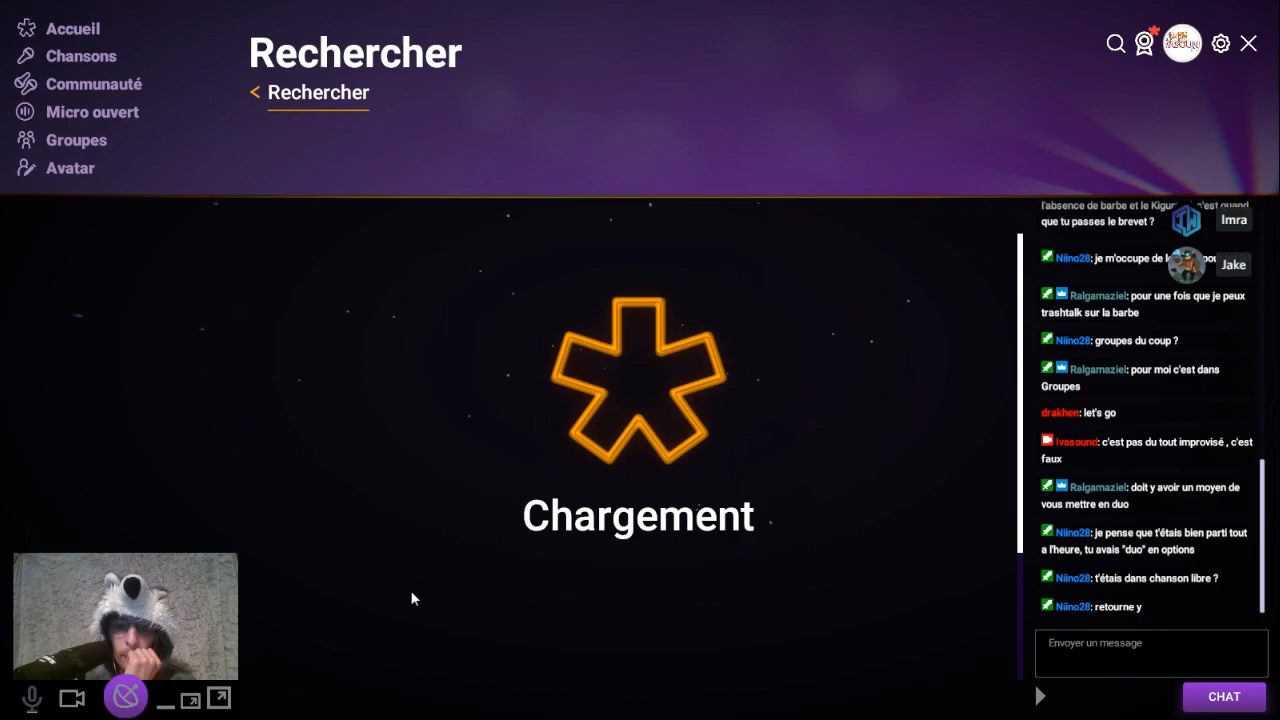 Accueil
Chansons
Communauté
Micro ouvert
Groupes
Avatar
Rechercher
< Rechercher
Chargement
l'absence de barbe et le c'est quand
que tu passes le brevet ?
Imra
Niino28: je m'occupe de
Jake
Ralgamaziel: pour une fois que je peux
trashtalk sur la barbe
Niino28: groupes du coup ?
Ralgamaziel: pour moi c'est dans
Groupes
drakhen: let's go
Ivasound: c'est pas du tout improvisé , c'est
faux
Ralgamaziel: doit y avoir un moyen de
vous mettre en duo
Niino28: je pense que t'étais bien parti tout
a l'heure, tu avais "duo" en options
Niino28: t'étais dans chanson libre ?
Niino28: retourne y
Envoyer un message
CHAT